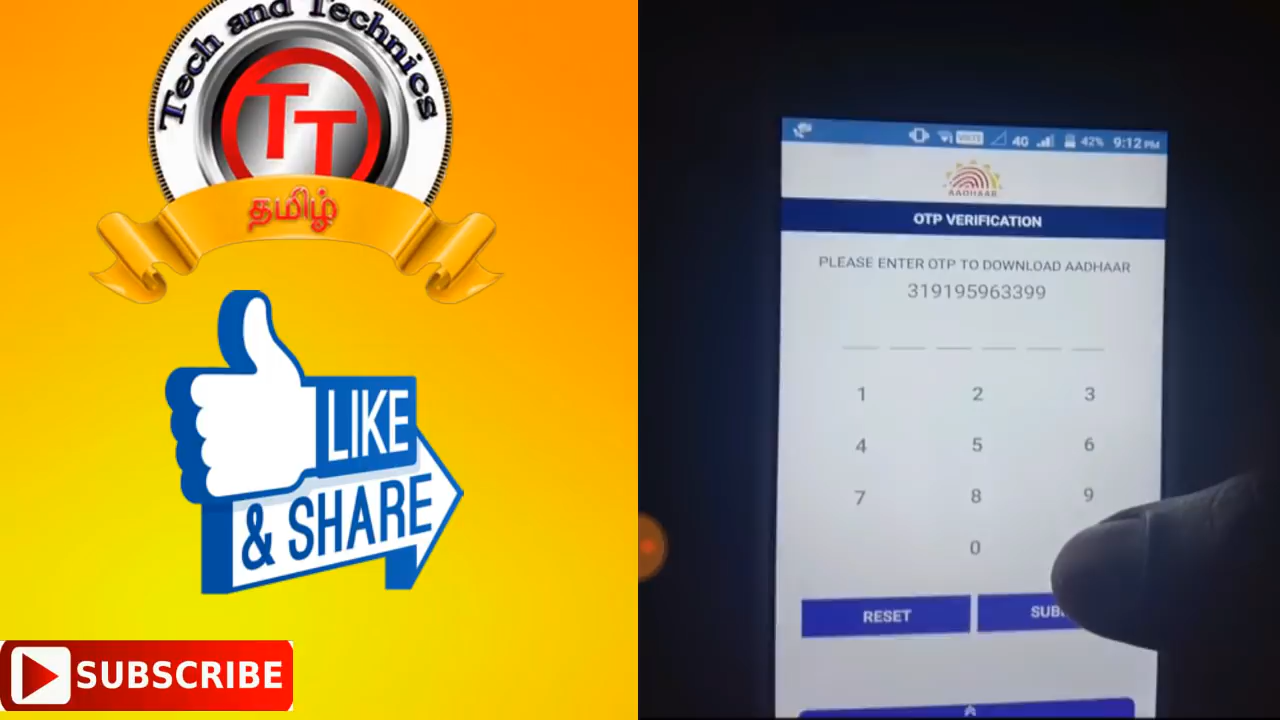 Tech and Technics
TT
தமிழ்
LIKE
& SHARE
SUBSCRIBE
4G
42%
9:12 PM
AADHAAR
OTP VERIFICATION
PLEASE ENTER OTP TO DOWNLOAD AADHAAR
319195963399
1 2 3
4 5 6
7 8 9
0
RESET